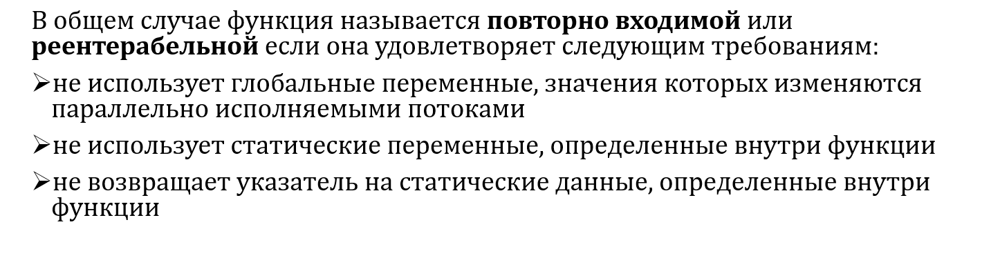 В общем случае функция называется повторно входимой или
реентерабельной если она удовлетворяет следующим требованиям:
➢не использует глобальные переменные, значения которых изменяются
параллельно исполняемыми потоками
➢не использует статические переменные, определенные внутри функции
➢не возвращает указатель на статические данные, определенные внутри
функции